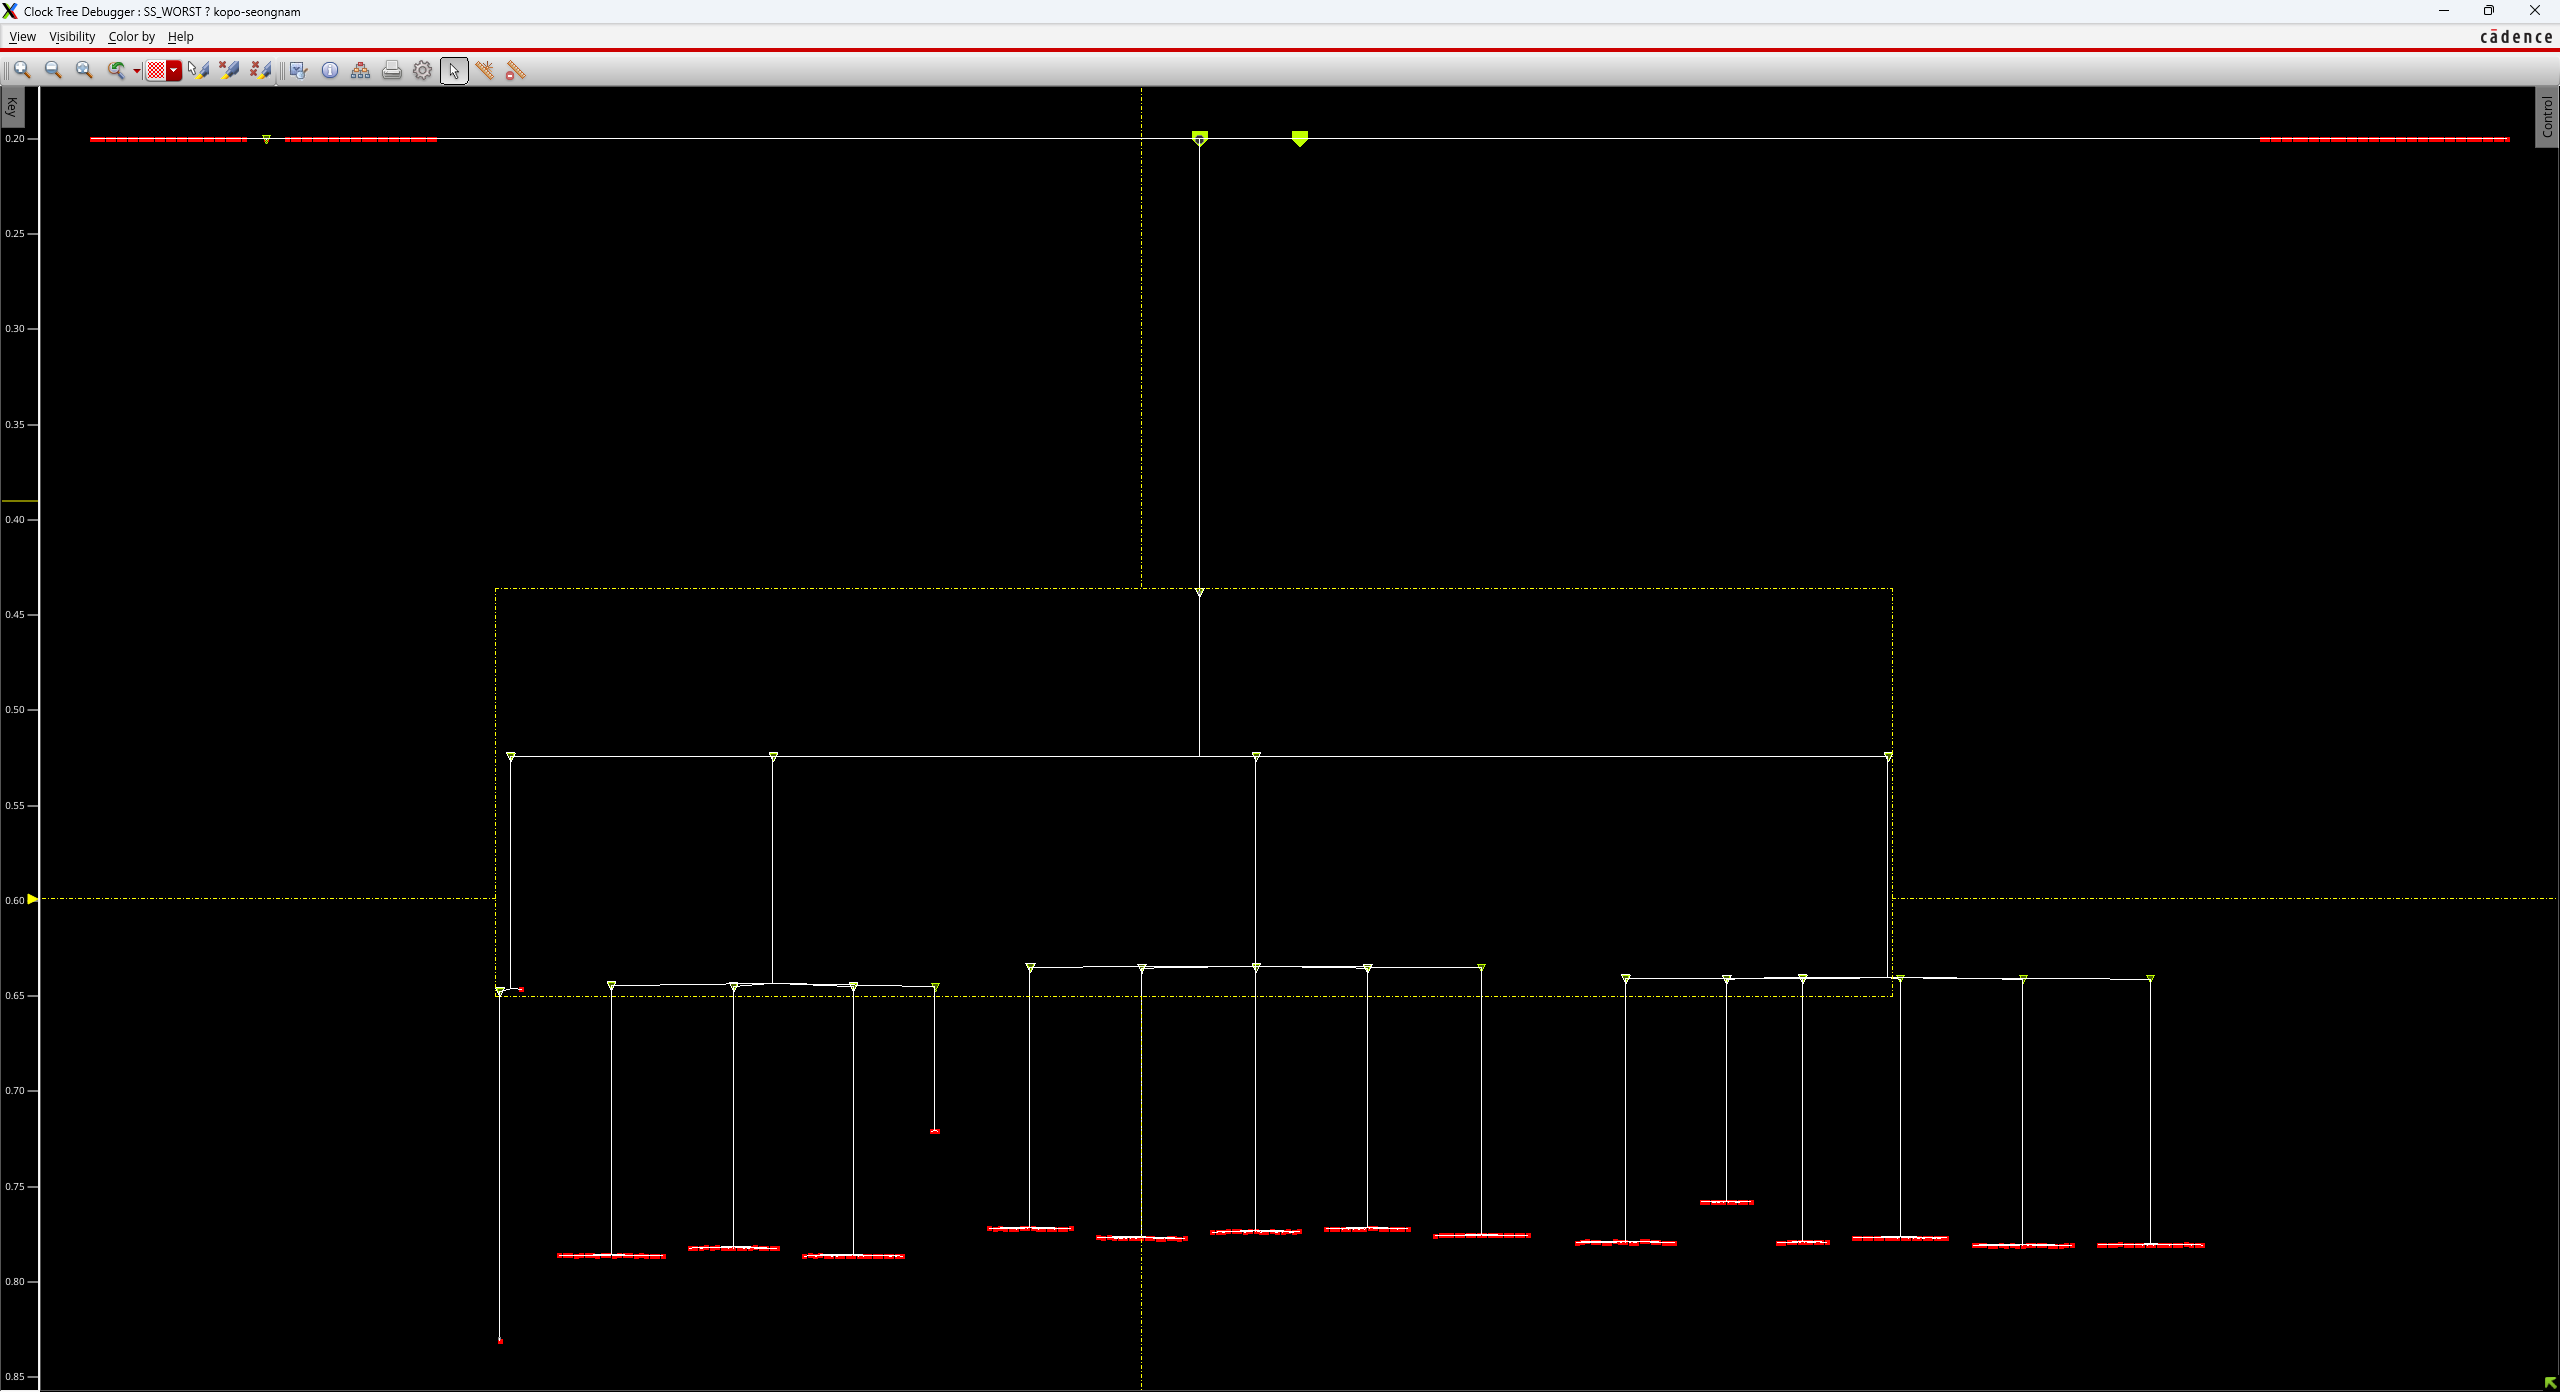 Clock Tree Debugger : SS_WORST ? kopo-seongnam
View Visibility Color by Help
cādence
Key
Control
0.20
0.25
0.30
0.35
0.40
0.45
0.50
0.55
0.60
0.65
0.70
0.75
0.80
0.85